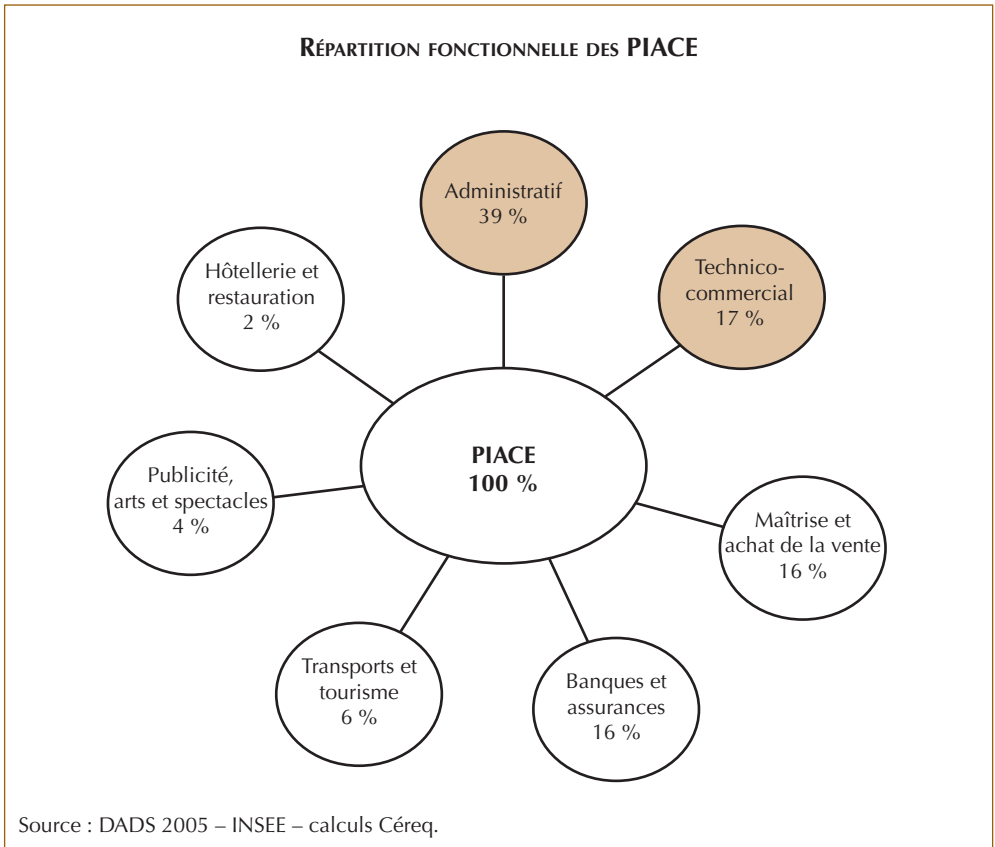 RÉPARTITION FONCTIONNELLE DES PIACE
Administratif
39 %
Technico-
commercial
17 %
Hôtellerie et
restauration
2 %
PIACE
100 %
Publicité,
arts et spectacles
4 %
Maîtrise et
achat de la vente
16 %
Transports et
tourisme
6 %
Banques et
assurances
16 %
Source : DADS 2005 – INSEE – calculs Céreq.